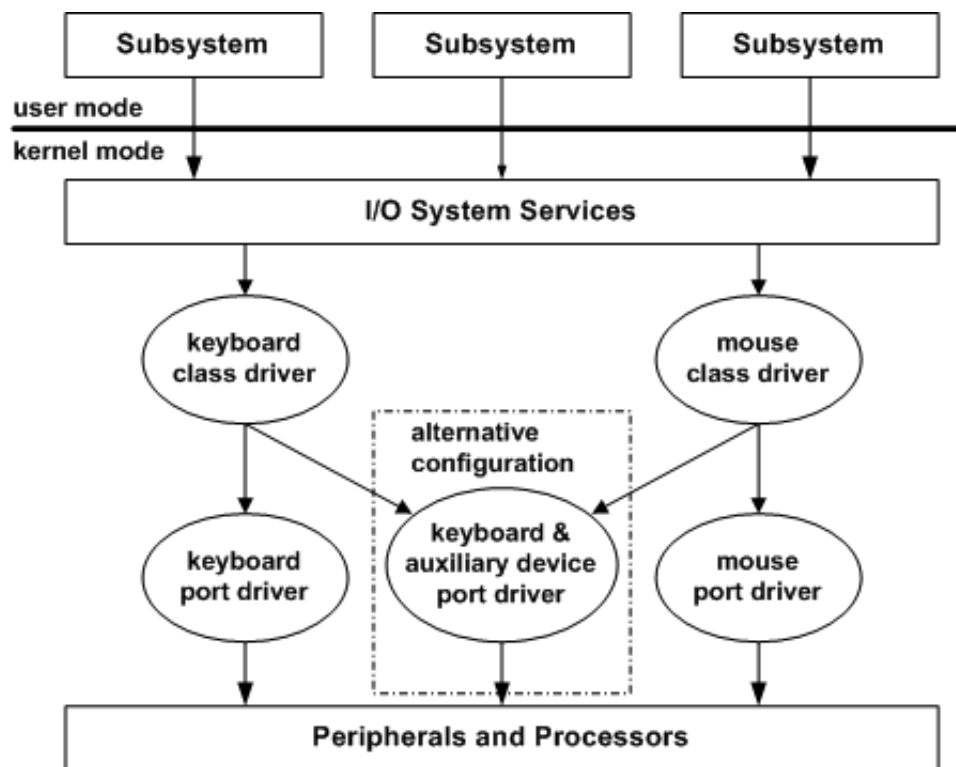 Subsystem
Subsystem
Subsystem
user mode
kernel mode
I/O System Services
keyboard
class driver
mouse
class driver
alternative
configuration
keyboard
port driver
keyboard &
auxiliary device
port driver
mouse
port driver
Peripherals and Processors